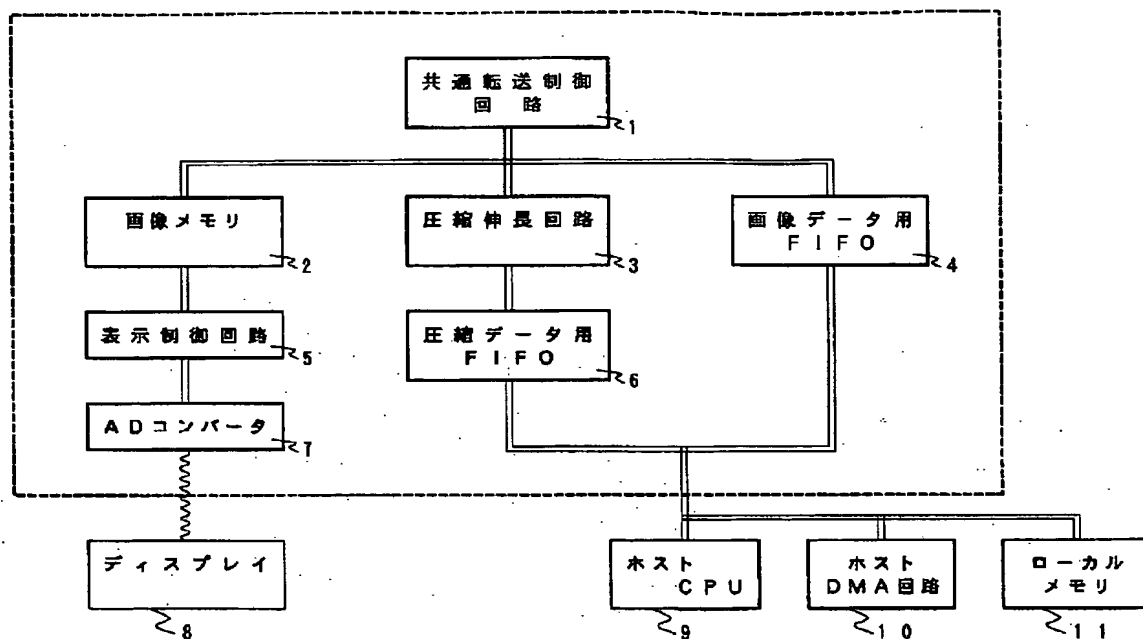 共通転送制御
回路
1
画像メモリ
2
圧縮伸長回路
3
画像データ用
FIFO
4
表示制御回路
5
圧縮データ用
FIFO
6
ADコンバータ
7
ディスプレイ
8
ホスト
CPU
9
ホスト
DMA回路
10
ローカル
メモリ
11